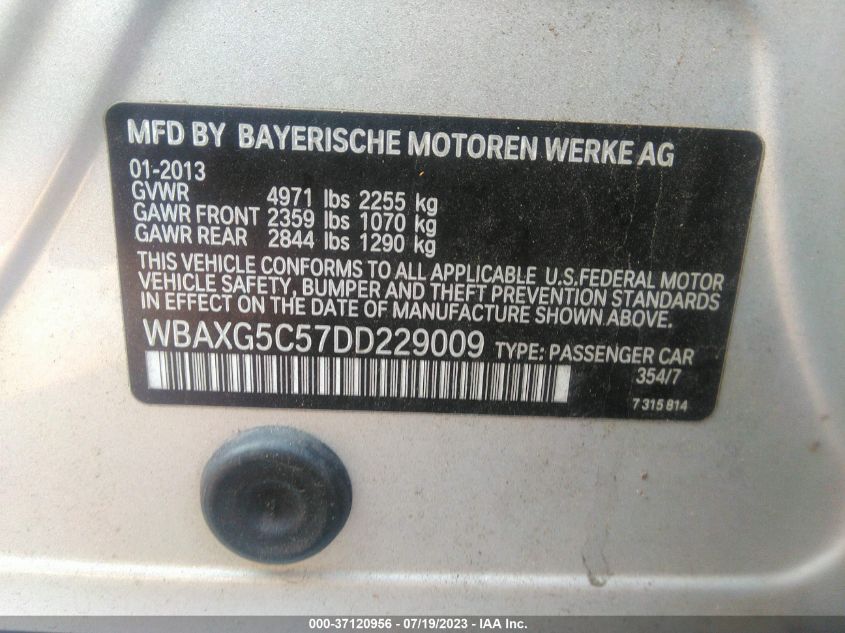 MFD BY BAYERISCHE MOTOREN WERKE AG
01-2013
GVWR 4971 lbs 2255 kg
GAWR FRONT 2359 lbs 1070 kg
GAWR REAR 2844 lbs 1290 kg
THIS VEHICLE CONFORMS TO ALL APPLICABLE U.S.FEDERAL MOTOR
VEHICLE SAFETY, BUMPER AND THEFT PREVENTION STANDARDS
IN EFFECT ON THE DATE OF MANUFACTURE SHOWN ABOVE.
WBAXG5C57DD229009 TYPE: PASSENGER CAR
354/7
7 315 814
000-37120956 - 07/19/2023 - IAA Inc.